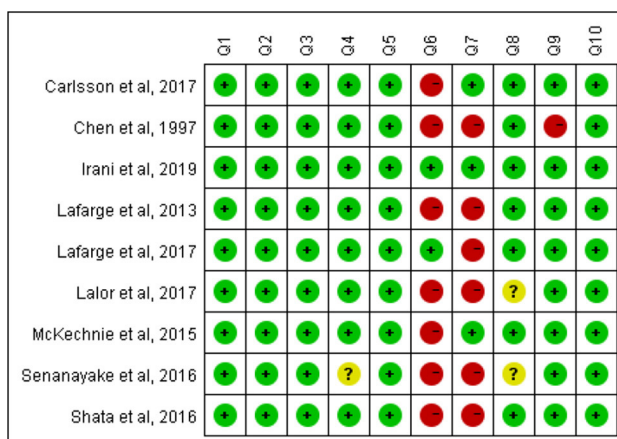 Q1 Q2 Q3 Q4 Q5 Q6 Q7 Q8 Q9 Q10
Carlsson et al, 2017 + + + + + - + + + +
Chen et al, 1997 + + + + + - - + - +
Irani et al, 2019 + + + + + + + + + +
Lafarge et al, 2013 + + + + + - - + + +
Lafarge et al, 2017 + + + + + + - + + +
Lalor et al, 2017 + + + + + - - ? + +
McKechnie et al, 2015 + + + + + - + + + +
Senanayake et al, 2016 + + + ? + - - ? + +
Shata et al, 2016 + + + + + - - + + +